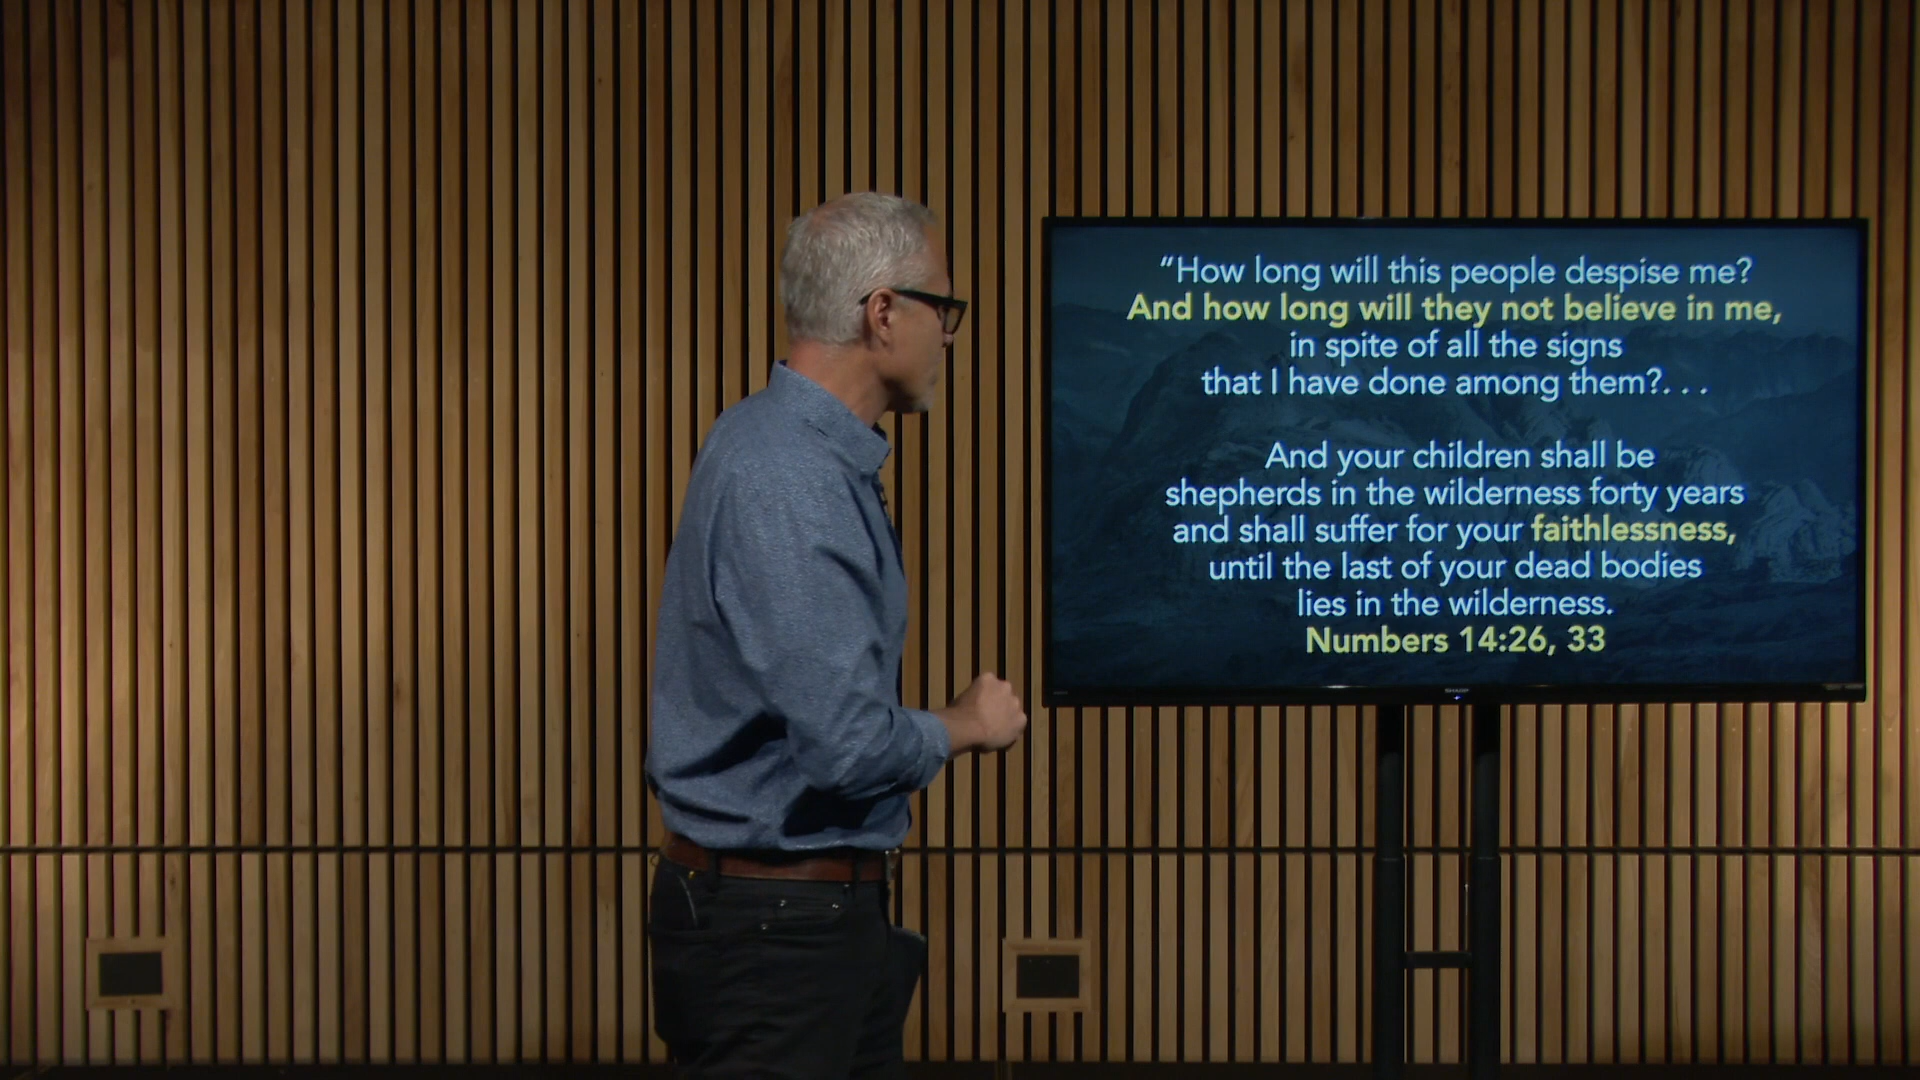 “How long will this people despise me?
And how long will they not believe in me,
in spite of all the signs
that I have done among them?. . .
And your children shall be
shepherds in the wilderness forty years
and shall suffer for your faithlessness,
until the last of your dead bodies
lies in the wilderness.
Numbers 14:26, 33
SHARP